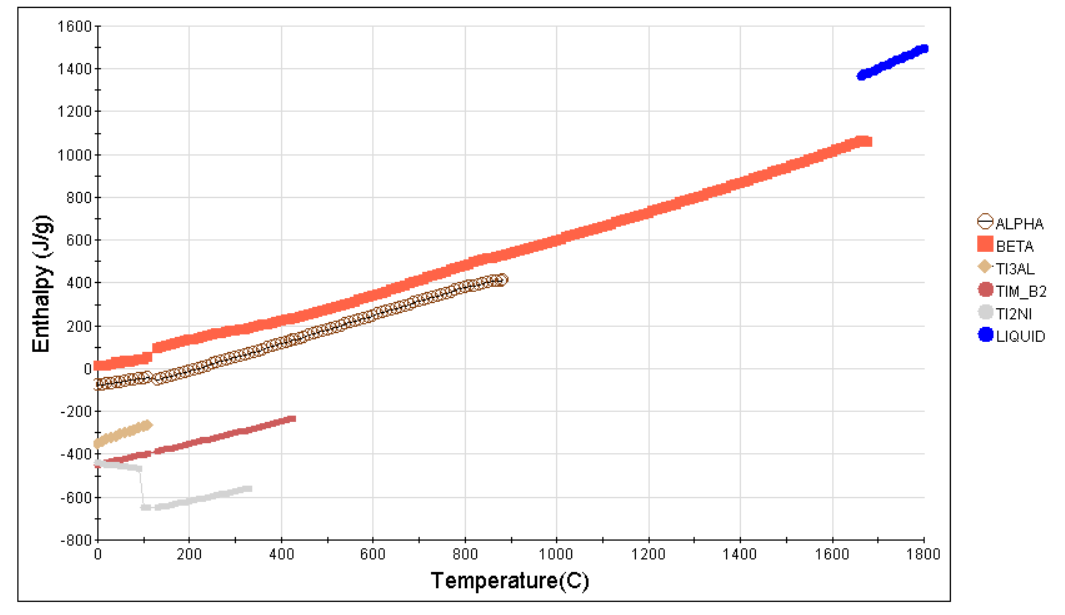 1600
1400
1200
1000
800
600
400
200
0
-200
-400
-600
-800
Enthalpy (J/g)
0 200 400 600 800 1000 1200 1400 1600 1800
Temperature(C)
ALPHA
BETA
TI3AL
TIM_B2
TI2NI
LIQUID